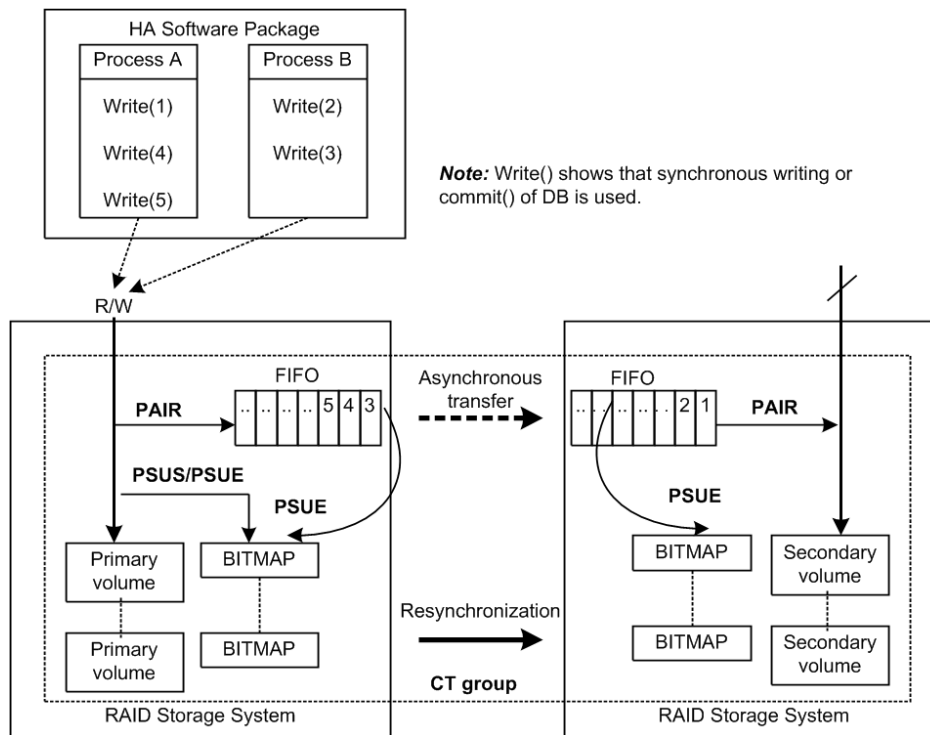 HA Software Package
Process A
Write(1)
Write(4)
Write(5)
Process B
Write(2)
Write(3)
Note: Write() shows that synchronous writing or
commit() of DB is used.
R/W
FIFO
.. .. .. .. 5 4 3
PAIR
PSUS/PSUE
PSUE
Primary
volume
BITMAP
Primary
volume
BITMAP
RAID Storage System
Asynchronous
transfer
Resynchronization
CT group
FIFO
.. .. .. .. .. 2 1
PAIR
PSUE
BITMAP
Secondary
volume
BITMAP
Secondary
volume
RAID Storage System